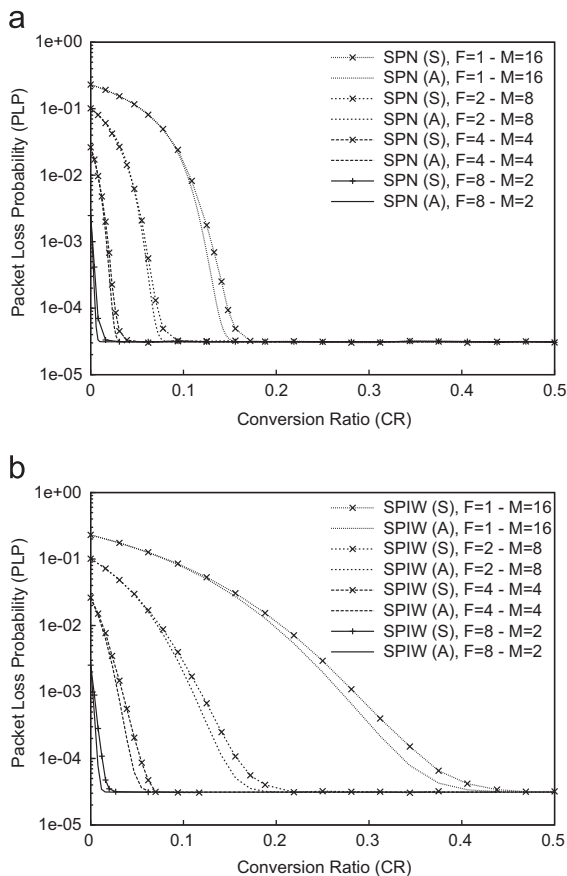 a
1e+00
1e-01
1e-02
1e-03
1e-04
1e-05
Packet Loss Probability (PLP)
SPN (S), F=1 - M=16
SPN (A), F=1 - M=16
SPN (S), F=2 - M=8
SPN (A), F=2 - M=8
SPN (S), F=4 - M=4
SPN (A), F=4 - M=4
SPN (S), F=8 - M=2
SPN (A), F=8 - M=2
0 0.1 0.2 0.3 0.4 0.5
Conversion Ratio (CR)
b
1e+00
1e-01
1e-02
1e-03
1e-04
1e-05
Packet Loss Probability (PLP)
SPIW (S), F=1 - M=16
SPIW (A), F=1 - M=16
SPIW (S), F=2 - M=8
SPIW (A), F=2 - M=8
SPIW (S), F=4 - M=4
SPIW (A), F=4 - M=4
SPIW (S), F=8 - M=2
SPIW (A), F=8 - M=2
0 0.1 0.2 0.3 0.4 0.5
Conversion Ratio (CR)